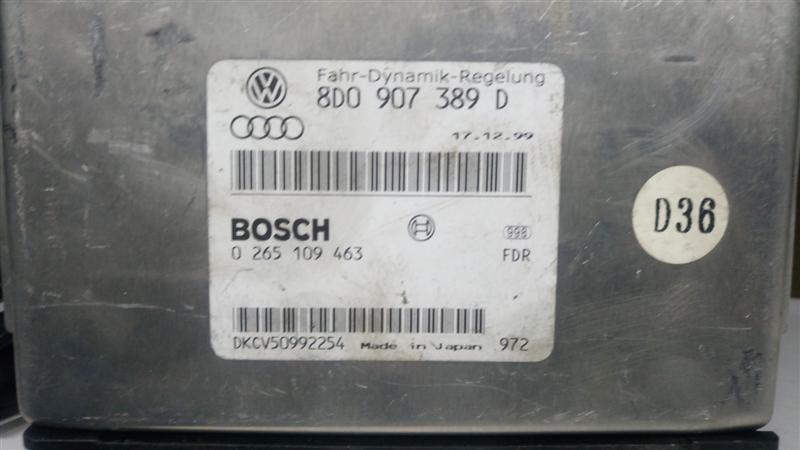 Fahr-Dynamik-Regelung
8D0 907 389 D
17.12.99
BOSCH
998
0 265 109 463
FDR
DKCV50992254 Made in Japan 972
D36